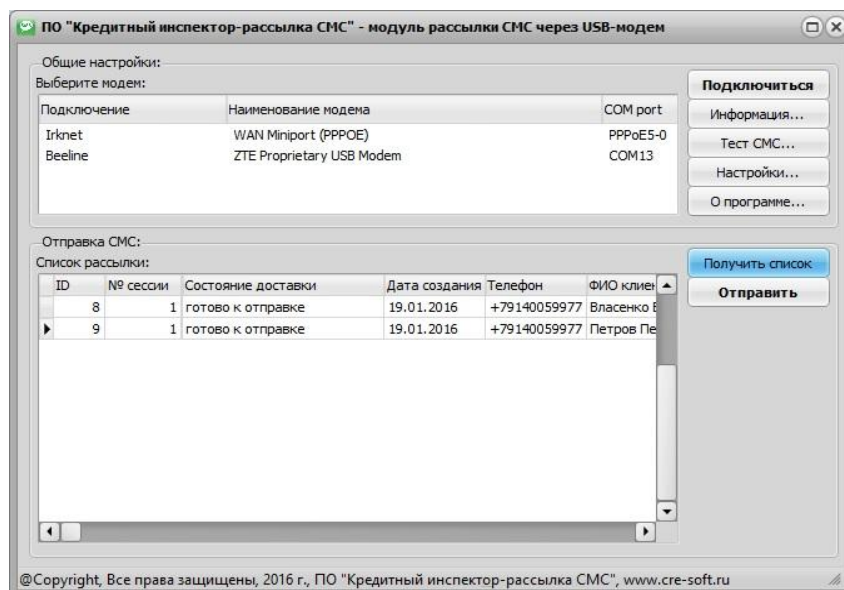 ПО "Кредитный инспектор-рассылка СМС" - модуль рассылки СМС через USB-модем
Общие настройки:
Выберите модем:
Подключение Наименование модема COM port
Irknet WAN Miniport (PPPOE) PPPoE5-0
Beeline ZTE Proprietary USB Modem COM13
Подключиться
Информация...
Тест СМС...
Настройки...
О программе...
Отправка СМС:
Список рассылки:
ID № сессии Состояние доставки Дата создания Телефон ФИО клиен
8 1 готово к отправке 19.01.2016 +79140059977 Власенко
9 1 готово к отправке 19.01.2016 +79140059977 Петров Пе
Получить список
Отправить
@Copyright, Все права защищены, 2016 г., ПО "Кредитный инспектор-рассылка СМС", www.cre-soft.ru